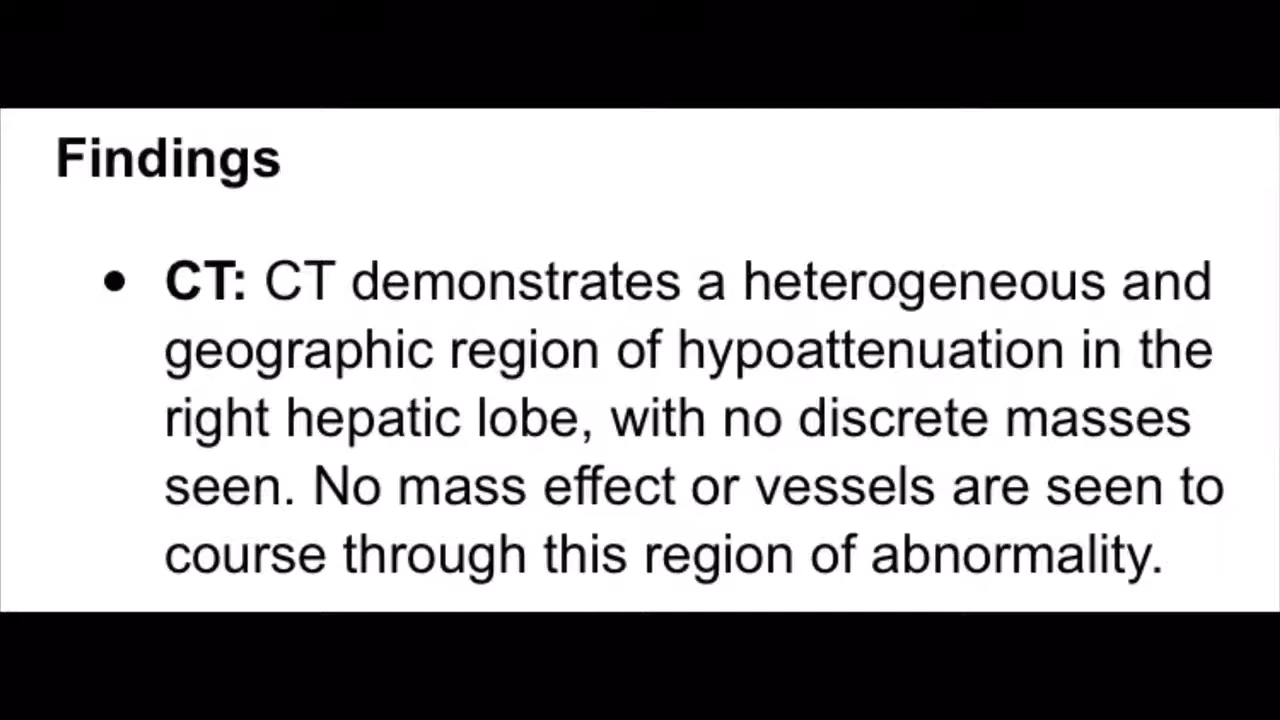 Findings
• CT: CT demonstrates a heterogeneous and
geographic region of hypoattenuation in the
right hepatic lobe, with no discrete masses
seen. No mass effect or vessels are seen to
course through this region of abnormality.